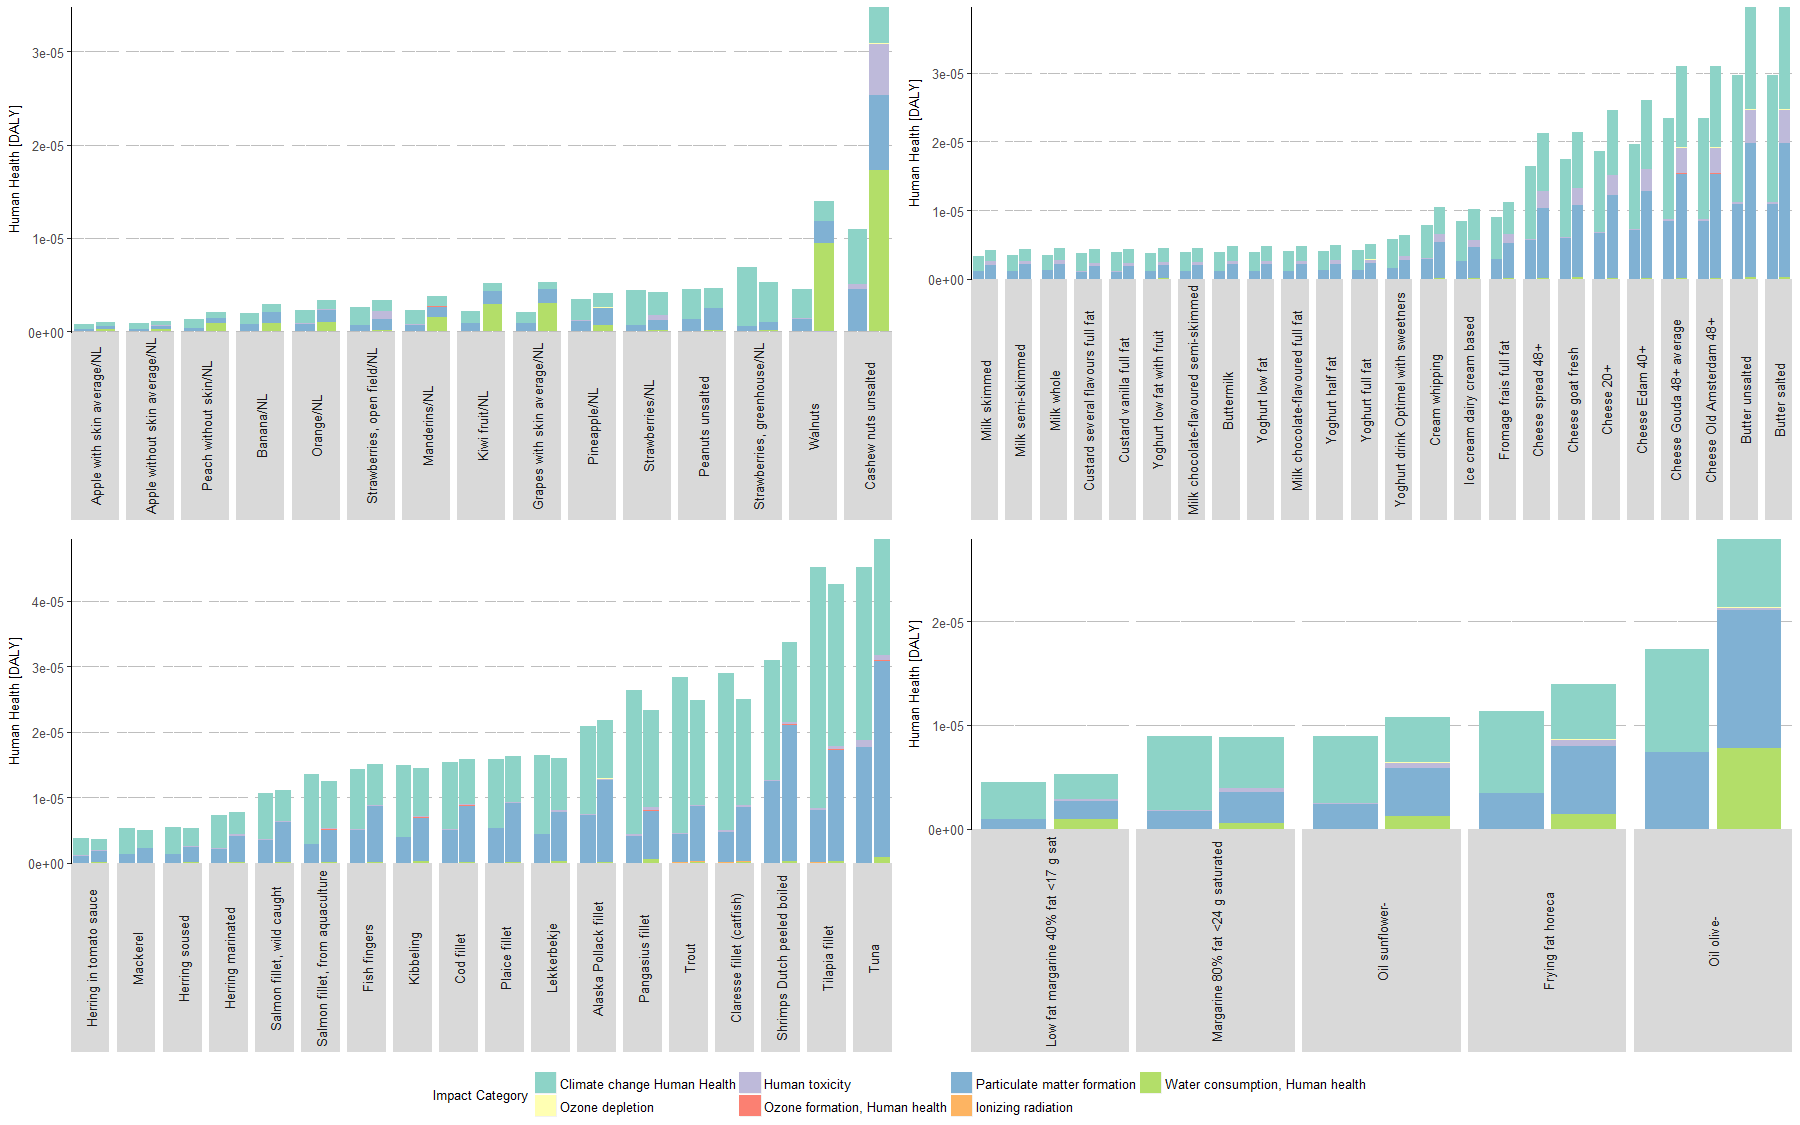 Human Health [DALY]
3e-05
2e-05
1e-05
0e+00
Apple with skin average/NL
Apple without skin average/NL
Peach without skin/NL
Banana/NL
Orange/NL
Strawberries, open field/NL
Manderins/NL
Kiwi fruit/NL
Grapes with skin average/NL
Pineapple/NL
Strawberries/NL
Peanuts unsalted
Strawberries, greenhouse/NL
Walnuts
Cashew nuts unsalted
Human Health [DALY]
3e-05
2e-05
1e-05
0e+00
Milk skimmed
Milk semi-skimmed
Milk whole
Custard several flavours full fat
Custard vanilla full fat
Yoghurt low fat with fruit
Milk chocolate-flavoured semi-skimmed
Buttermilk
Yoghurt low fat
Milk chocolate-flavoured full fat
Yoghurt half fat
Yoghurt full fat
Yoghurt drink Optimel with sweetners
Cream whipping
Ice cream dairy cream based
Fromage frais full fat
Cheese spread 48+
Cheese goat fresh
Cheese 20+
Cheese Edam 40+
Cheese Gouda 48+ average
Cheese Old Amsterdam 48+
Butter unsalted
Butter salted
Human Health [DALY]
4e-05
3e-05
2e-05
1e-05
0e+00
Herring in tomato sauce
Mackerel
Herring soused
Herring marinated
Salmon fillet, wild caught
Salmon fillet, from aquaculture
Fish fingers
Kibbeling
Cod fillet
Plaice fillet
Lekkerbekje
Alaska Pollack fillet
Pangasius fillet
Trout
Claresse fillet (catfish)
Shrimps Dutch peeled boiled
Tilapia fillet
Tuna
Human Health [DALY]
2e-05
1e-05
0e+00
Low fat margarine 40% fat <17 g sat
Margarine 80% fat <24 g saturated
Oil sunflower-
Frying fat horeca
Oil olive-
Impact Category
Climate change Human Health
Human toxicity
Particulate matter formation
Water consumption, Human health
Ozone depletion
Ozone formation, Human health
Ionizing radiation